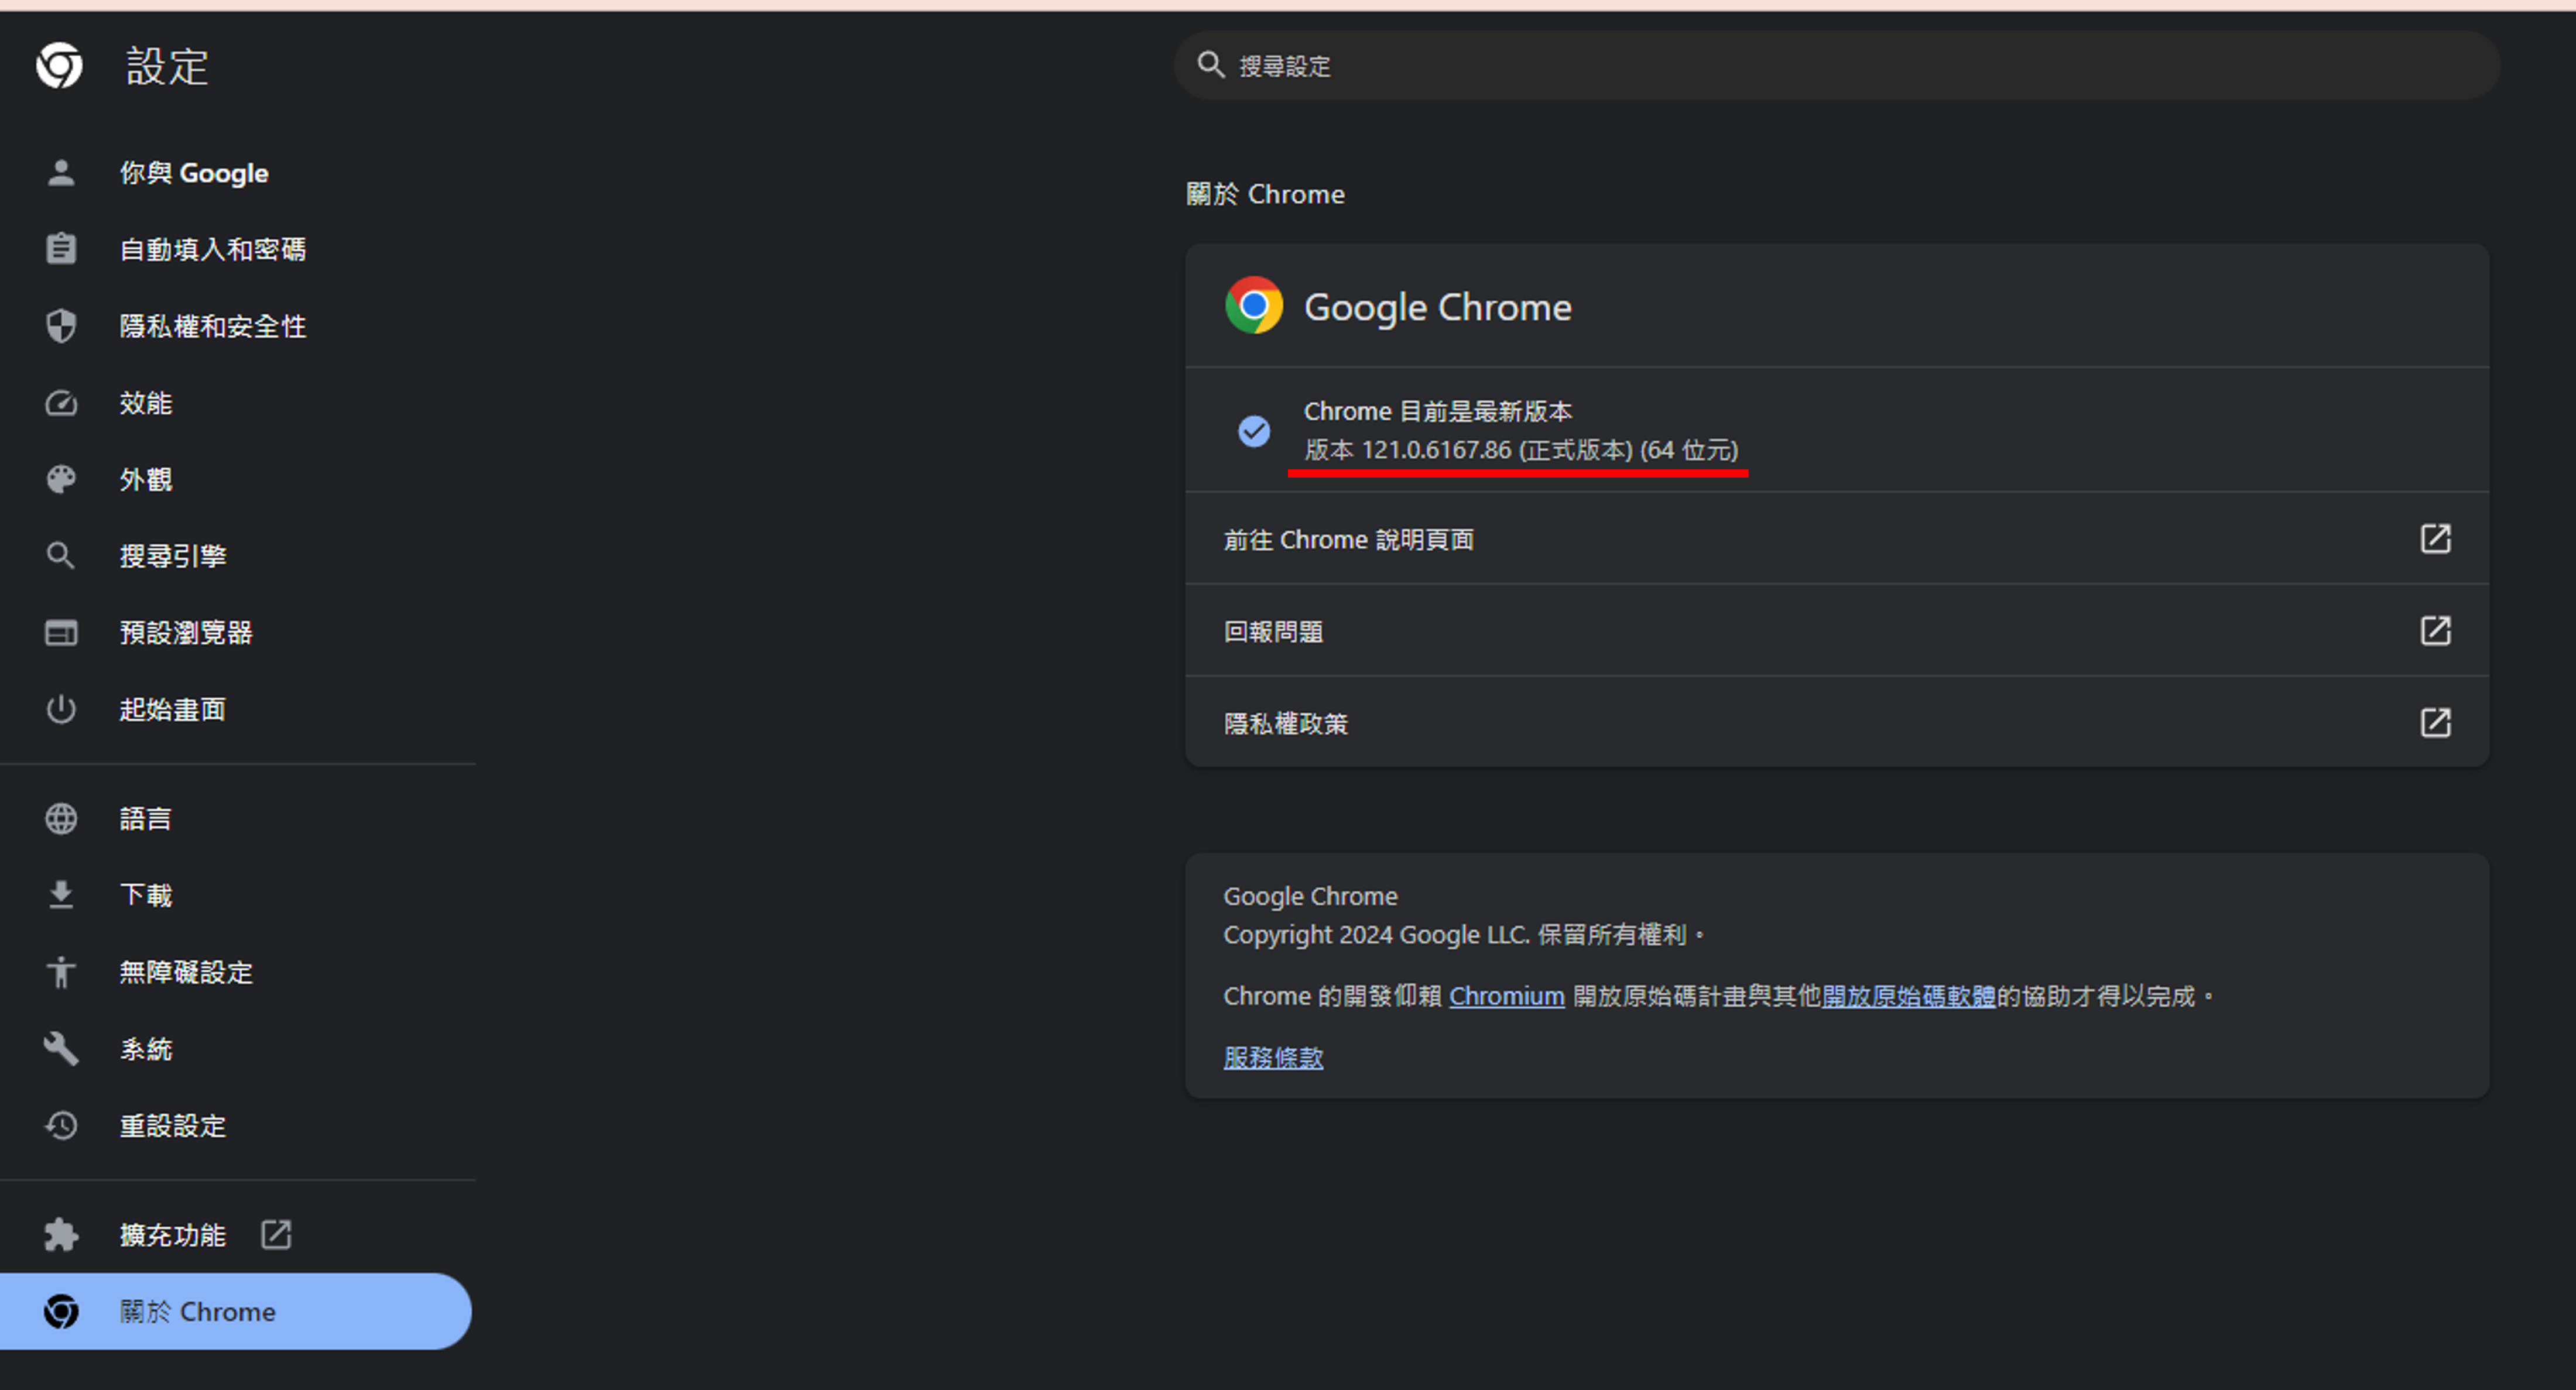 設定
搜尋設定
你與 Google
自動填入和密碼
隱私權和安全性
效能
外觀
搜尋引擎
預設瀏覽器
起始畫面
語言
下載
無障礙設定
系統
重設設定
擴充功能
關於 Chrome
關於 Chrome
Google Chrome
Chrome 目前是最新版本
版本 121.0.6167.86 (正式版本) (64 位元)
前往 Chrome 說明頁面
回報問題
隱私權政策
Google Chrome
Copyright 2024 Google LLC. 保留所有權利。
Chrome 的開發仰賴 Chromium 開放原始碼計畫與其他開放原始碼軟體的協助才得以完成。
服務條款